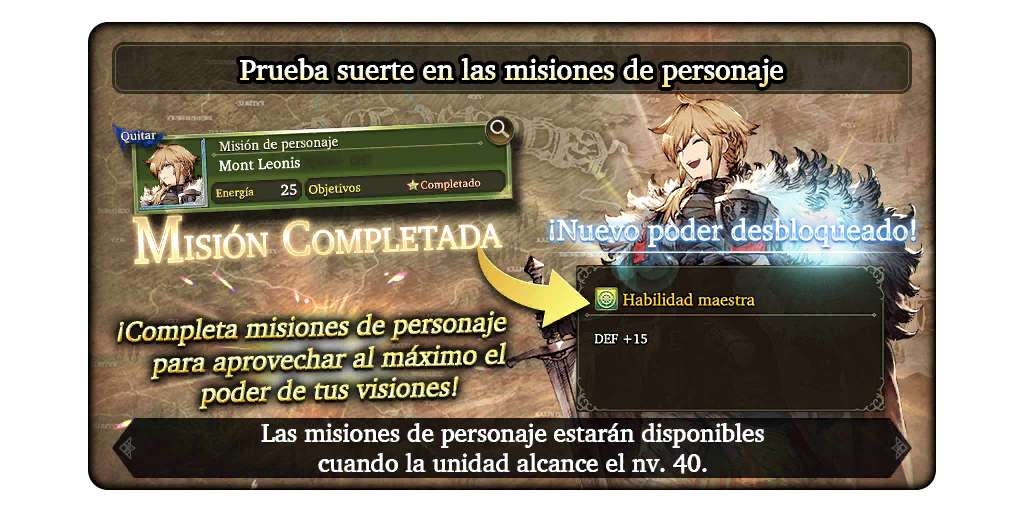 Prueba suerte en las misiones de personaje
Quitar
Misión de personaje
Mont Leonis
Energía 25 Objetivos Completado
Misión Completada
¡Nuevo poder desbloqueado!
Habilidad maestra
DEF +15
¡Completa misiones de personaje
para aprovechar al máximo el
poder de tus visiones!
Las misiones de personaje estarán disponibles
cuando la unidad alcance el nv. 40.